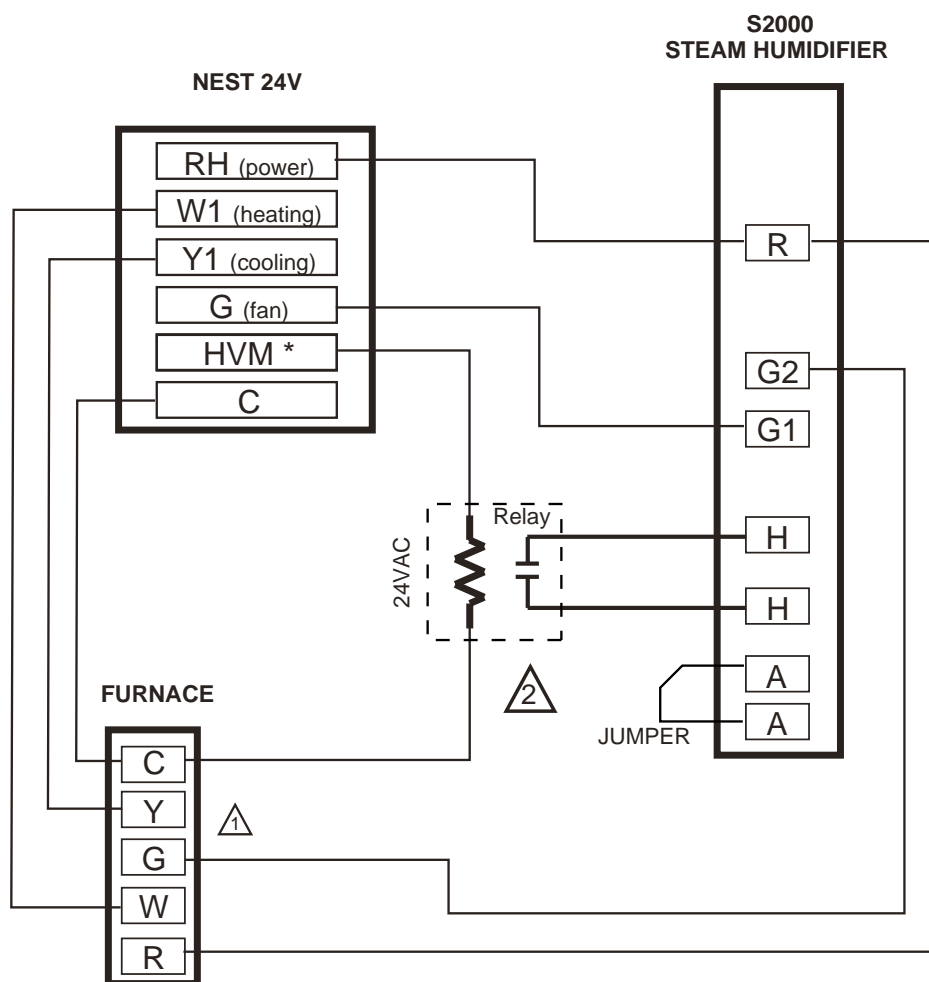 S2000
STEAM HUMIDIFIER
NEST 24V
RH (power)
W1 (heating)
Y1 (cooling)
G (fan)
HVM *
C
R
G2
G1
H
H
A
A
JUMPER
Relay
24VAC
2
FURNACE
C
Y
G
W
R
1